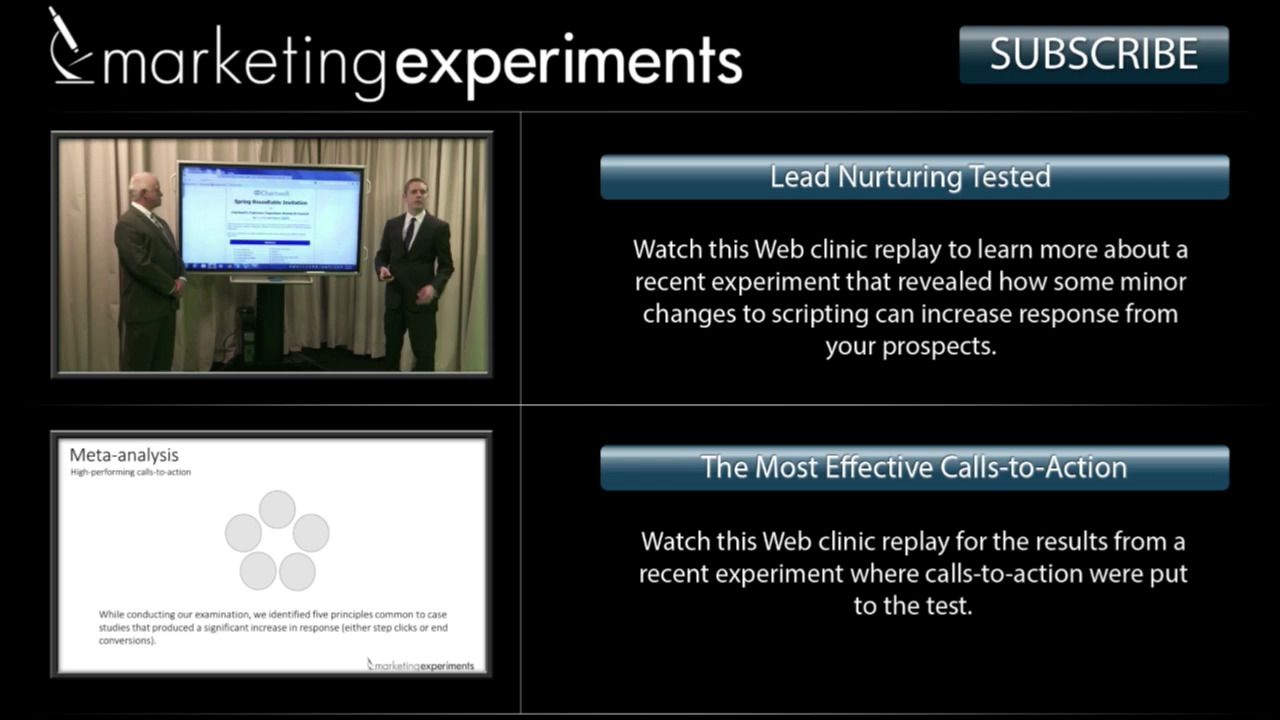 marketingexperiments
SUBSCRIBE
Chartwell
Spring Roundtable Invitation
Lead Nurturing Tested
Watch this Web clinic replay to learn more about a
recent experiment that revealed how some minor
changes to scripting can increase response from
your prospects.
Meta-analysis
High-performing calls-to-action
While conducting our examination, we identified five principles common to case
studies that produced a significant increase in response (either step clicks or end
conversions).
marketingexperiments
The Most Effective Calls-to-Action
Watch this Web clinic replay for the results from a
recent experiment where calls-to-action were put
to the test.